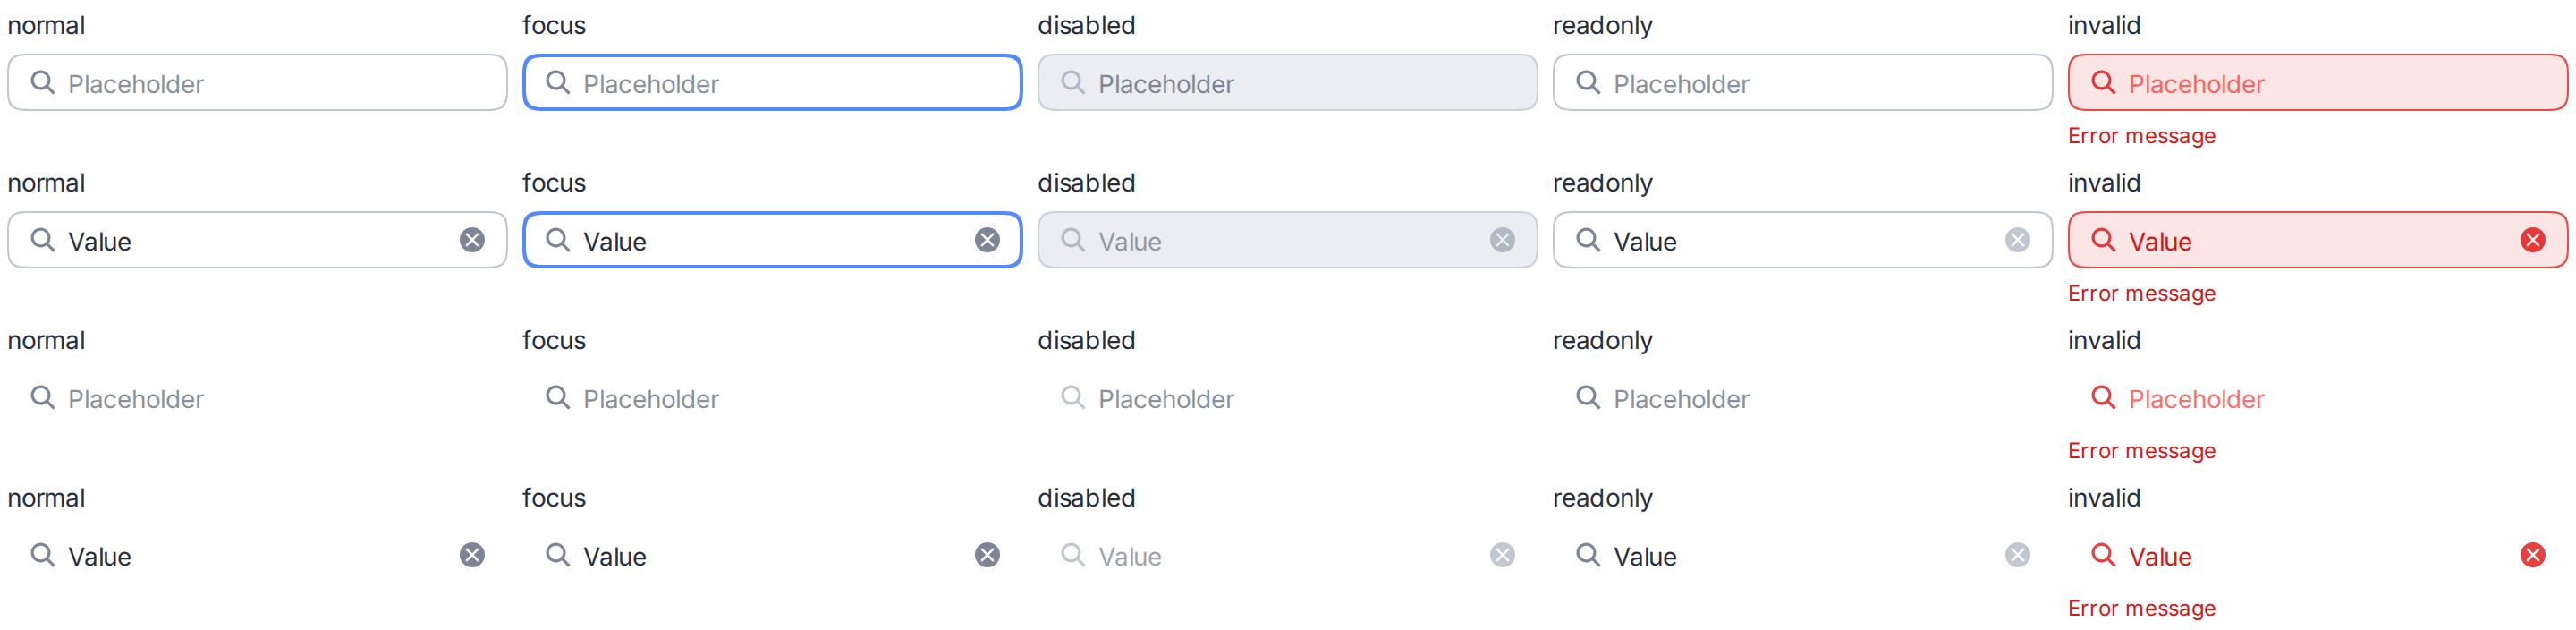 normal focus disabled readonly invalid
Placeholder Placeholder Placeholder Placeholder Placeholder
Error message
normal focus disabled readonly invalid
Value Value Value Value Value
Error message
normal focus disabled readonly invalid
Placeholder Placeholder Placeholder Placeholder Placeholder
Error message
normal focus disabled readonly invalid
Value Value Value Value Value
Error message